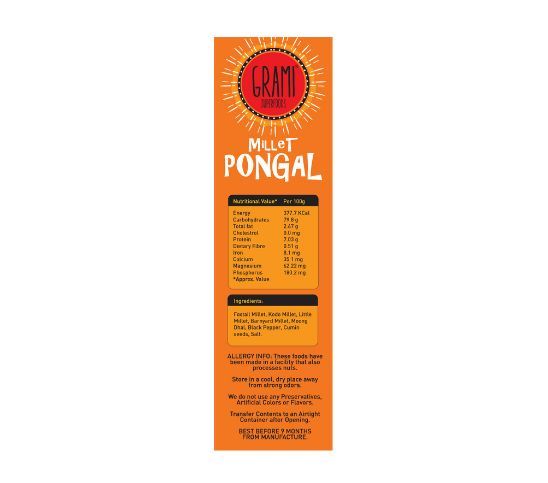 GRAMI
SUPERFOODS
MILLET
PONGAL
Nutritional Value* Per 100g
Energy 377.7 KCal
Carbohydrates 79.8 g
Total fat 2.67 g
Cholestrol 0.0 mg
Protein 7.03 g
Dietary Fibre 0.51 g
Iron 8.1 mg
Calcium 35.1 mg
Magnesium 62.22 mg
Phosphorus 180.2 mg
*Approx. Value
Ingredients:
Foxtail Millet, Kodo Millet, Little
Millet, Barnyard Millet, Moong
Dhal, Black Pepper, Cumin
seeds, Salt.
ALLERGY INFO. These foods have
been made in a facility that also
processes nuts.
Store in a cool, dry place away
from strong odors.
We do not use any Preservatives,
Artificial Colors or Flavors.
Transfer Contents to an Airtight
Container after Opening.
BEST BEFORE 9 MONTHS
FROM MANUFACTURE.